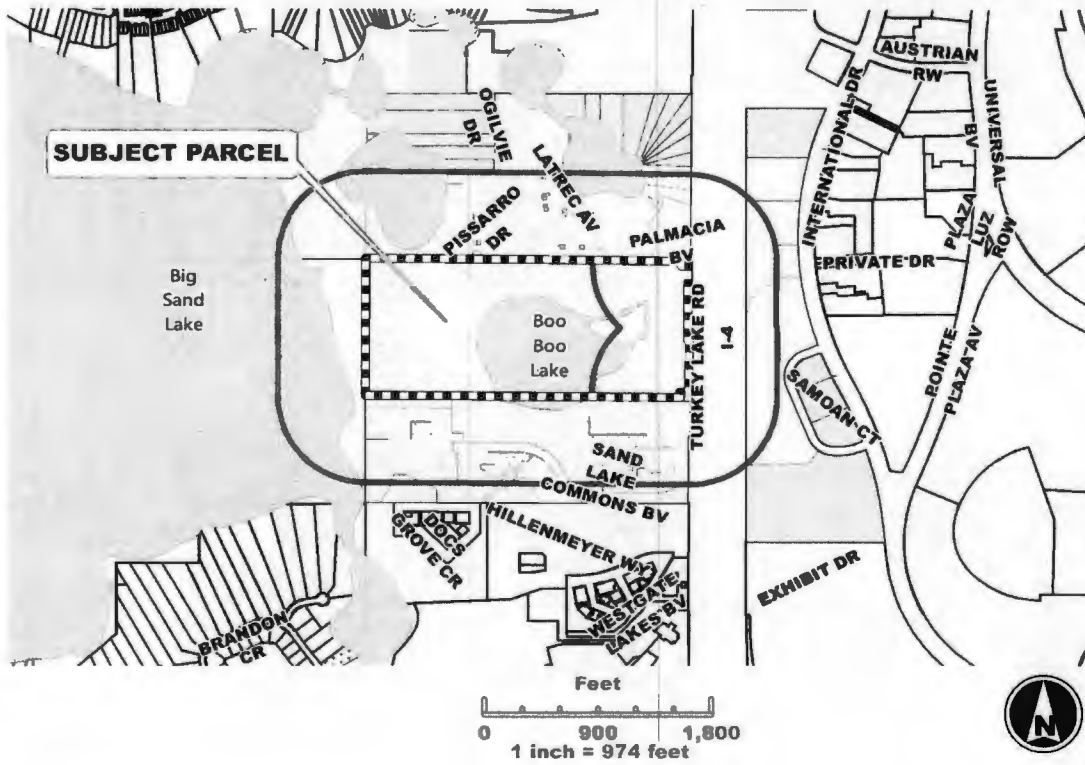 AUSTRIAN
RW
INTERNATIONAL DR
UNIVERSAL
BV
OGILVIE
DR
SUBJECT PARCEL
LATREC AV
PISSARRO
DR
PALMACIA
BV
PLAZA
LUZ
ROW
EPRIVATE DR
Big
Sand
Lake
Boo
Boo
Lake
TURKEY LAKE RD
I-4
POINTE
PLAZA AV
SAMOAN CT
SAND
LAKE
COMMONS BV
DOCS
GROVE CR
HILLENMEYER WY
WESTGATE
LAKES BV
EXHIBIT DR
BRANDON
CR
Feet
0 900 1,800
1 inch = 974 feet
N